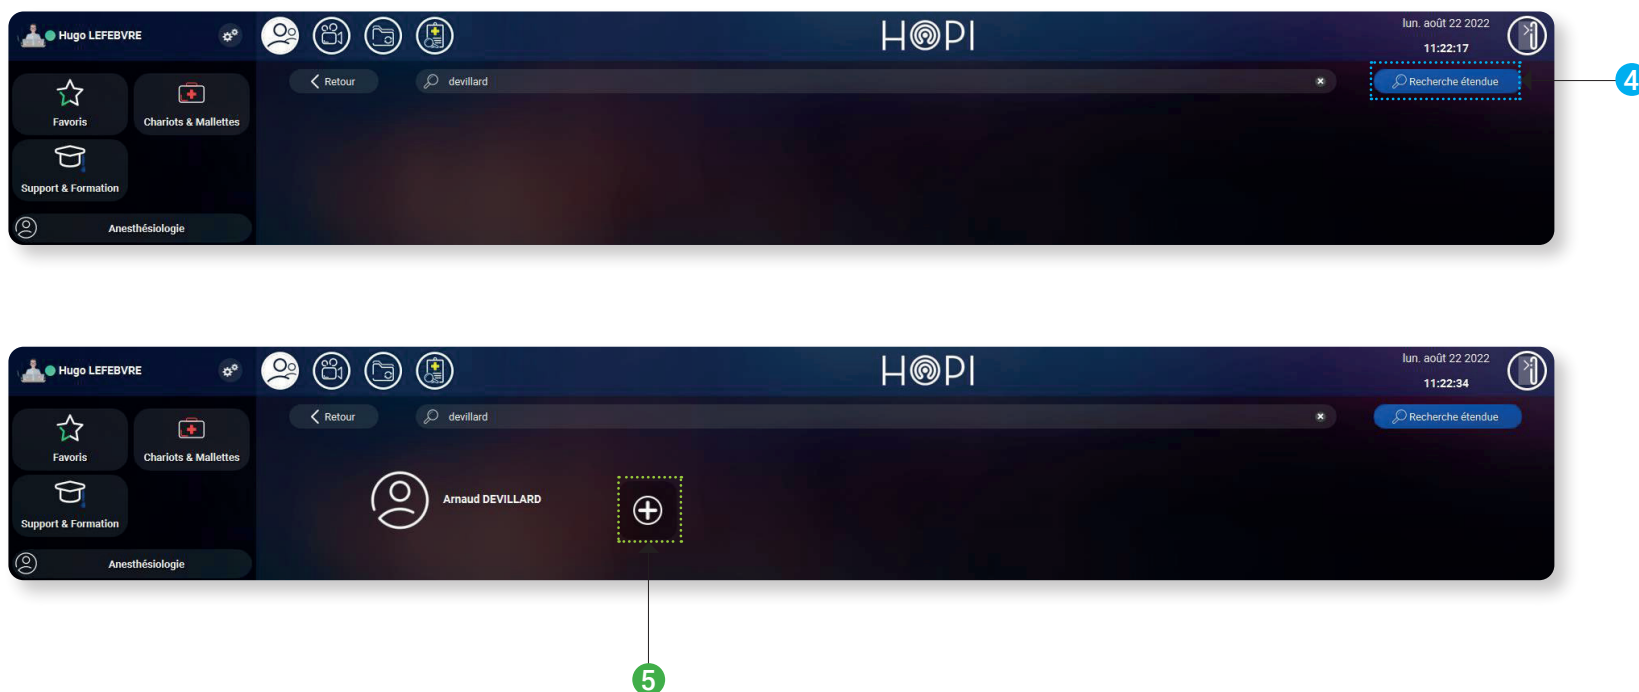 Hugo LEFEBVRE
HOPI
lun. août 22 2022
11:22:17
Retour
devillard
Recherche étendue
4
Favoris
Chariots & Mallettes
Support & Formation
Anesthésiologie
Hugo LEFEBVRE
HOPI
lun. août 22 2022
11:22:34
Retour
devillard
Recherche étendue
Favoris
Chariots & Mallettes
Arnaud DEVILLARD
Support & Formation
Anesthésiologie
5